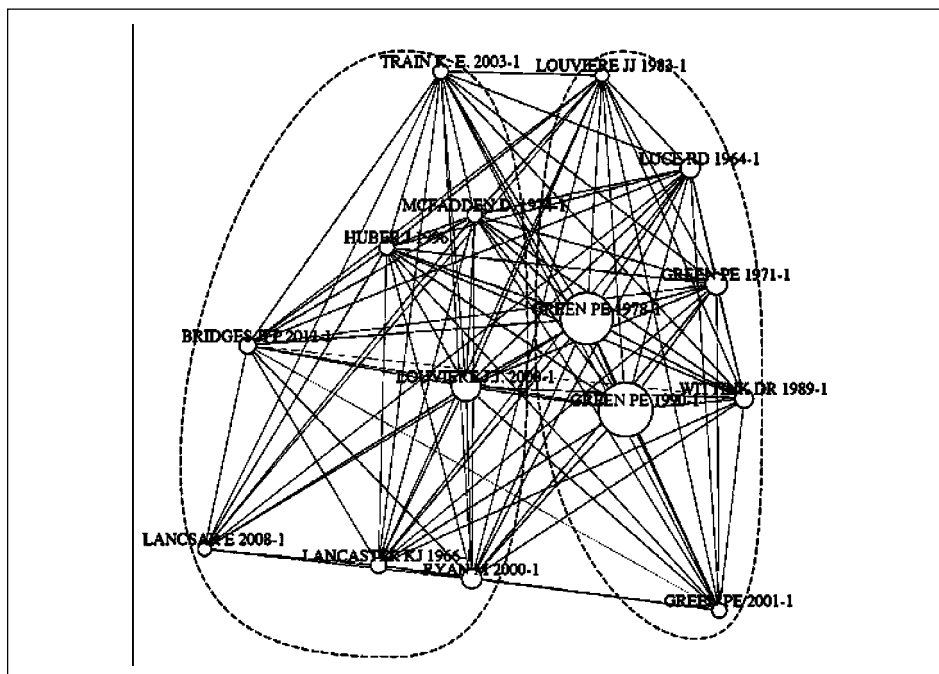 TRAIN K. E. 2003-1
LOUVIERE JJ 1983-1
LUCE RD 1964-1
MCFADDEN D. 1974-1
HUBER J 1996
GREEN PE 1971-1
GREEN PE 1978-1
BRIDGES JFP 2011-1
LOUVIERE J.J. 2000-1
WITTINK DR 1989-1
GREEN PE 1990-1
LANCSAR E 2008-1
LANCASTER KJ 1966-
RYAN M 2000-1
GREEN PE 2001-1